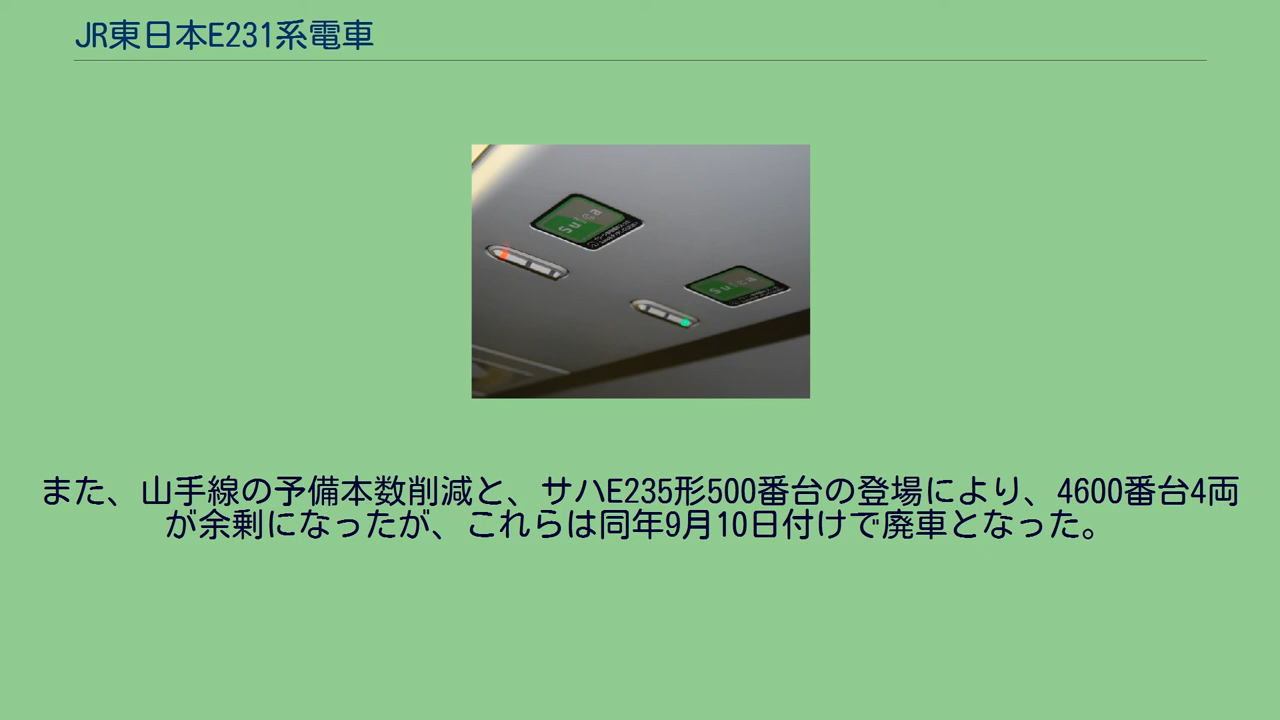 JR東日本E231系電車
Suica
Suica
また、山手線の予備本数削減と、サハE235形500番台の登場により、4600番台4両
が余剰になったが、これらは同年9月10日付けで廃車となった。